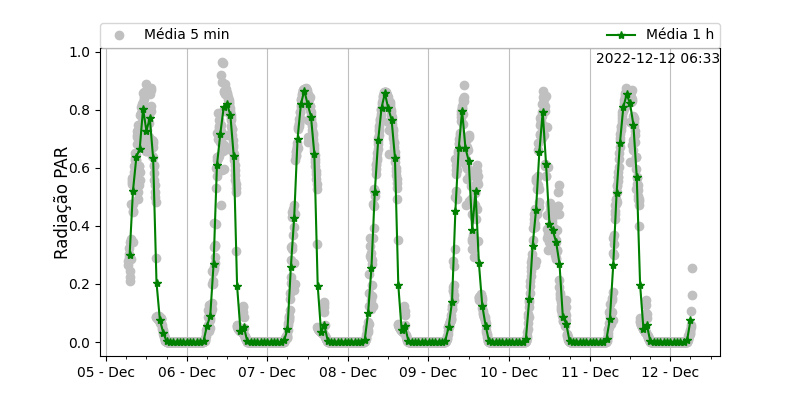 Média 5 min
Média 1 h
2022-12-12 06:33
Radiação PAR
1.0
0.8
0.6
0.4
0.2
0.0
05 - Dec
06 - Dec
07 - Dec
08 - Dec
09 - Dec
10 - Dec
11 - Dec
12 - Dec